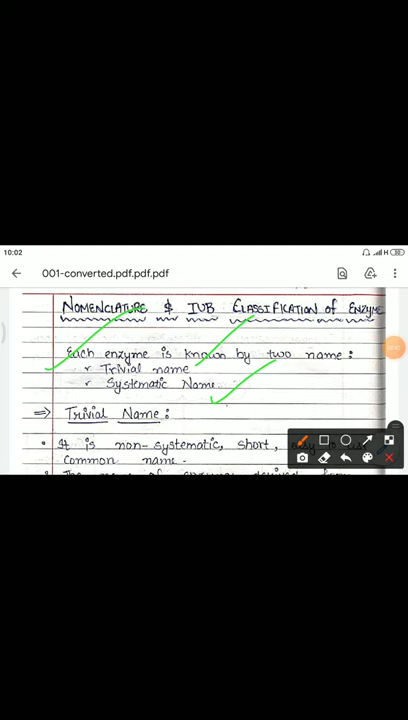 10:02
H
001-converted.pdf.pdf.pdf
NOMENCLATURE & IUB CLASSIFICATION of ENZYME
Each enzyme is known by two name:
Trivial name
Systematic Name
⇒ Trivial Name:
• It is non-systematic, short,
common name.